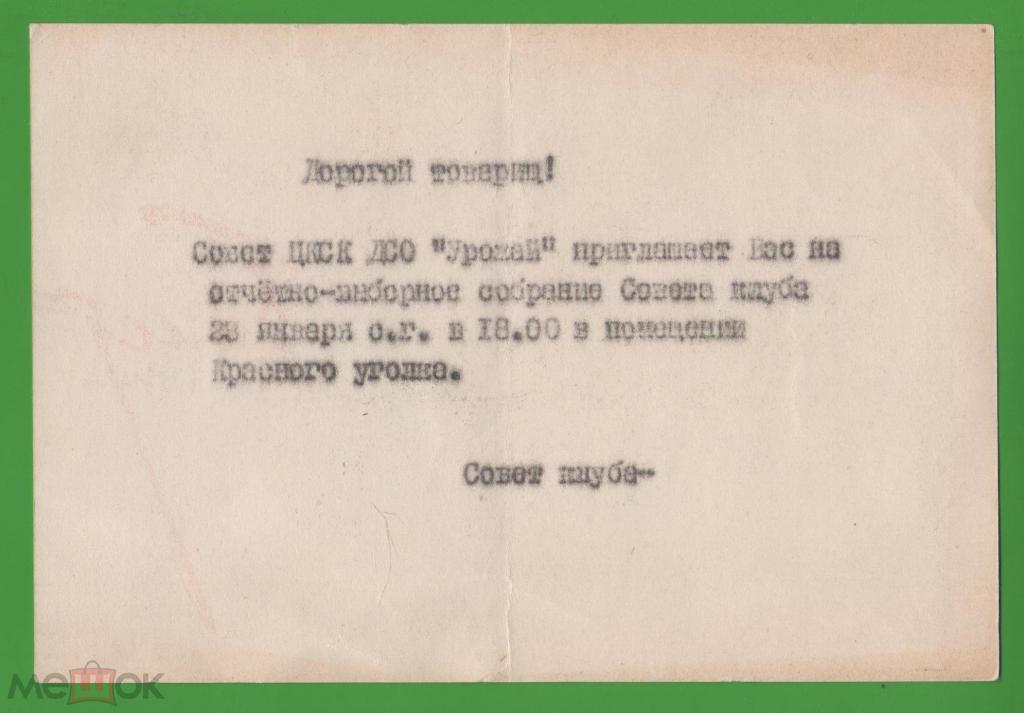 Дорогой товарищ!
Совет ЦКСК ДСО "Урожай" приглашает Вас на
отчётно-выборное собрание Совета клуба
23 января с.г. в 18.00 в помещении
Красного уголка.
Совет клуба-
мешок